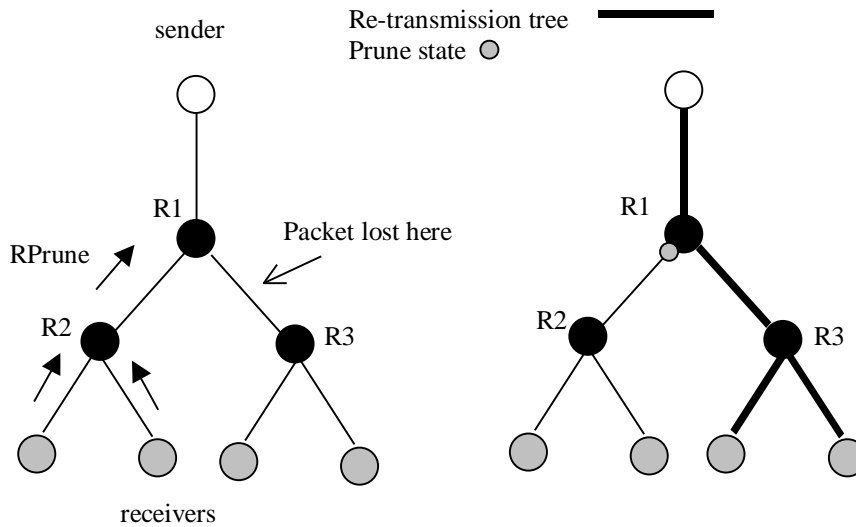 sender
Re-transmission tree
Prune state
R1
R1
Packet lost here
RPrune
R2
R3
R2
R3
receivers